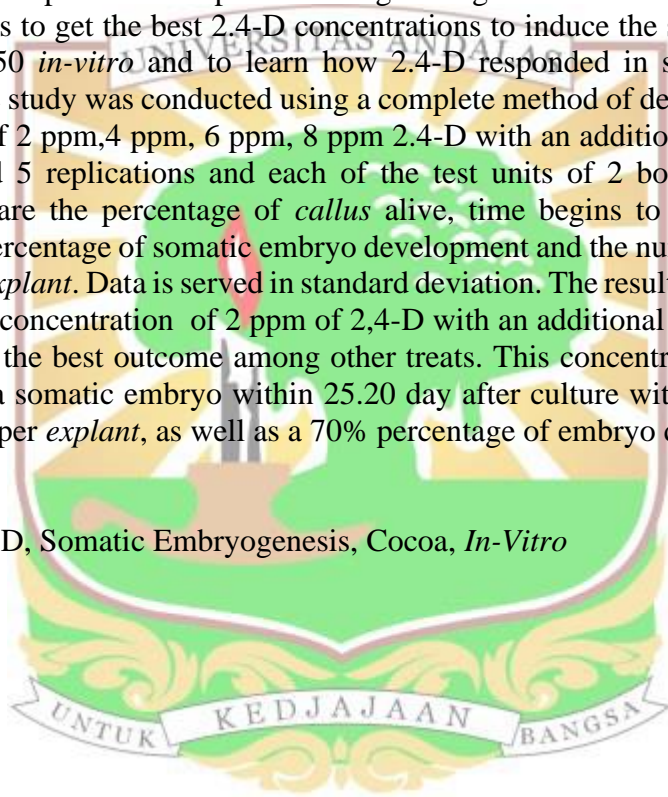 s to get the best 2.4-D concentrations to induce the s
UNIVERSITAS ANDALAS
50 in-vitro and to learn how 2.4-D responded in s
study was conducted using a complete method of de
f 2 ppm,4 ppm, 6 ppm, 8 ppm 2.4-D with an additio
d 5 replications and each of the test units of 2 bo
are the percentage of callus alive, time begins to
ercentage of somatic embryo development and the nu
xplant. Data is served in standard deviation. The result
concentration of 2 ppm of 2,4-D with an additional
the best outcome among other treats. This concentr
a somatic embryo within 25.20 day after culture wit
per explant, as well as a 70% percentage of embryo d
D, Somatic Embryogenesis, Cocoa, In-Vitro
UNTUK KEDJAJAAN BANGSA